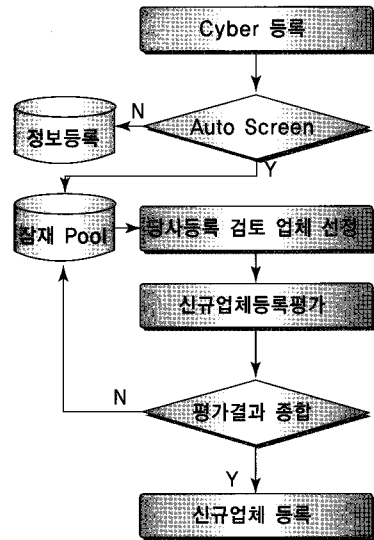 Cyber 등록
N
Auto Screen
정보등록
Y
잠재 Pool
등록 검토 업체 선정
신규업체등록평가
N
평가결과 종합
Y
신규업체 등록